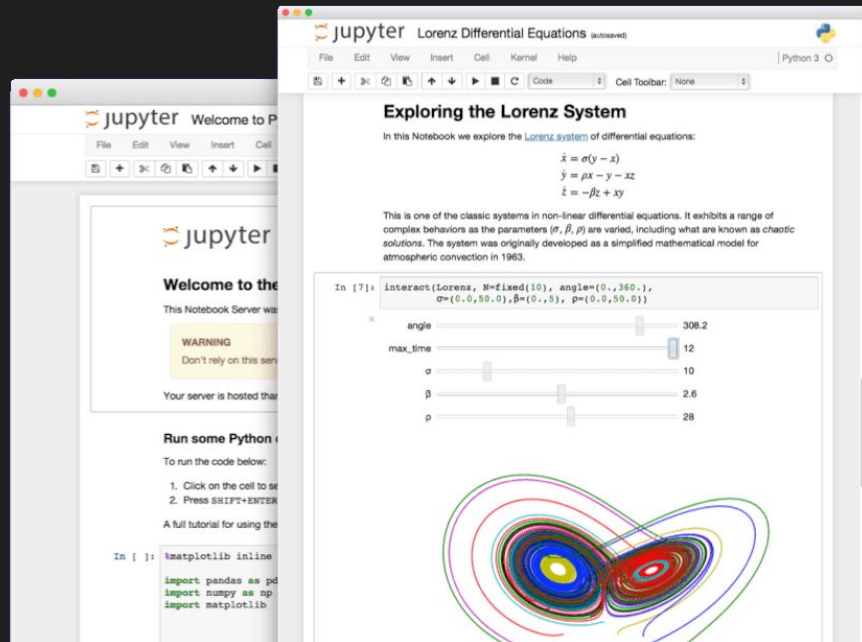 jupyter Lorenz Differential Equations (autosaved)
File Edit View Insert Cell Kernel Help
Python 3
Code
Cell Toolbar: None
Exploring the Lorenz System
In this Notebook we explore the Lorenz system of differential equations:
ẋ = σ(y − x)
ẏ = ρx − y − xz
ż = −βz + xy
This is one of the classic systems in non-linear differential equations. It exhibits a range of
complex behaviors as the parameters (σ, β, ρ) are varied, including what are known as chaotic
solutions. The system was originally developed as a simplified mathematical model for
atmospheric convection in 1963.
In [7]: interact(Lorenz, N=fixed(10), angle=(0.,360.),
σ=(0.0,50.0),β=(0.,5), ρ=(0.0,50.0))
angle 308.2
max_time 12
σ 10
β 2.6
ρ 28
jupyter Welcome to P
File Edit View Insert Cell
jupyter
Welcome to the
This Notebook Server was
WARNING
Don't rely on this serv
Your server is hosted than
Run some Python c
To run the code below:
1. Click on the cell to se
2. Press SHIFT+ENTER
A full tutorial for using the
In [ ]: %matplotlib inline
import pandas as pd
import numpy as np
import matplotlib